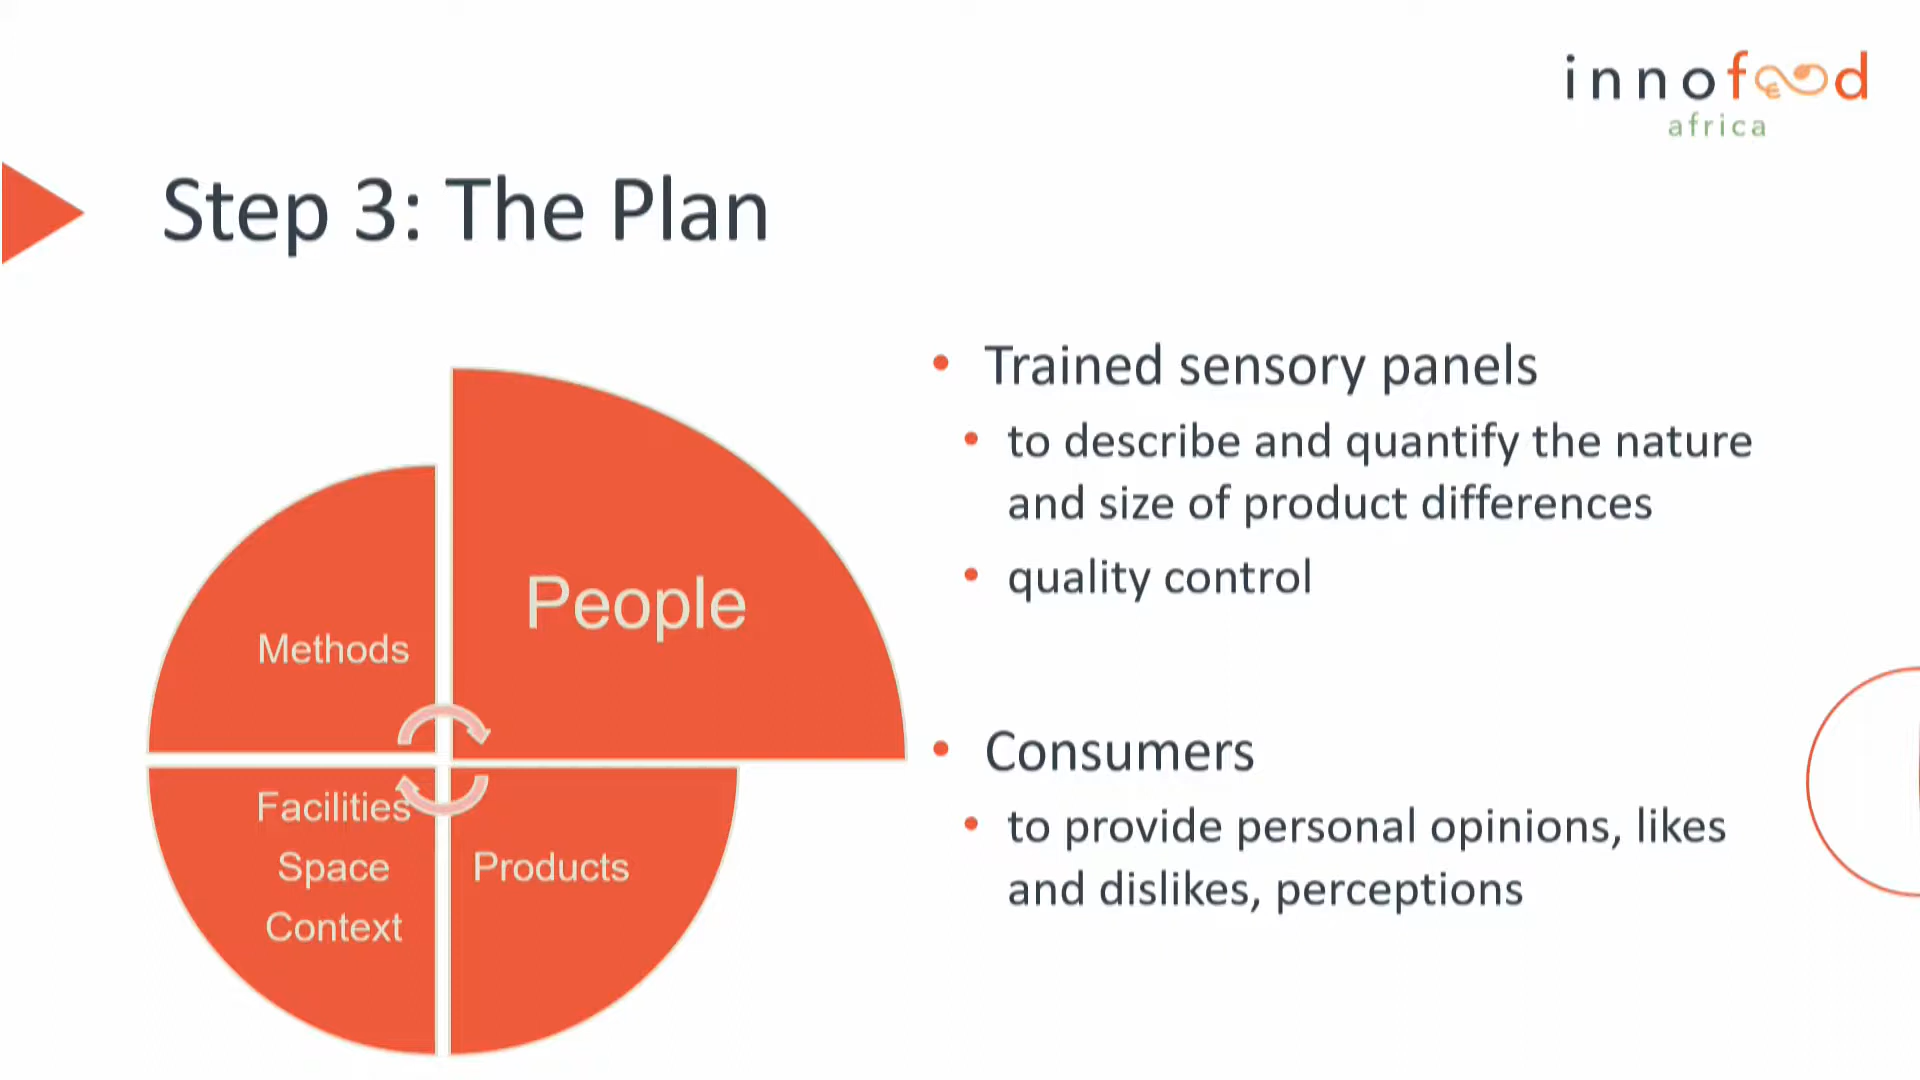 innofood
africa
Step 3: The Plan
People
Methods
Facilities
Space
Context
Products
• Trained sensory panels
• to describe and quantify the nature
and size of product differences
• quality control
• Consumers
• to provide personal opinions, likes
and dislikes, perceptions